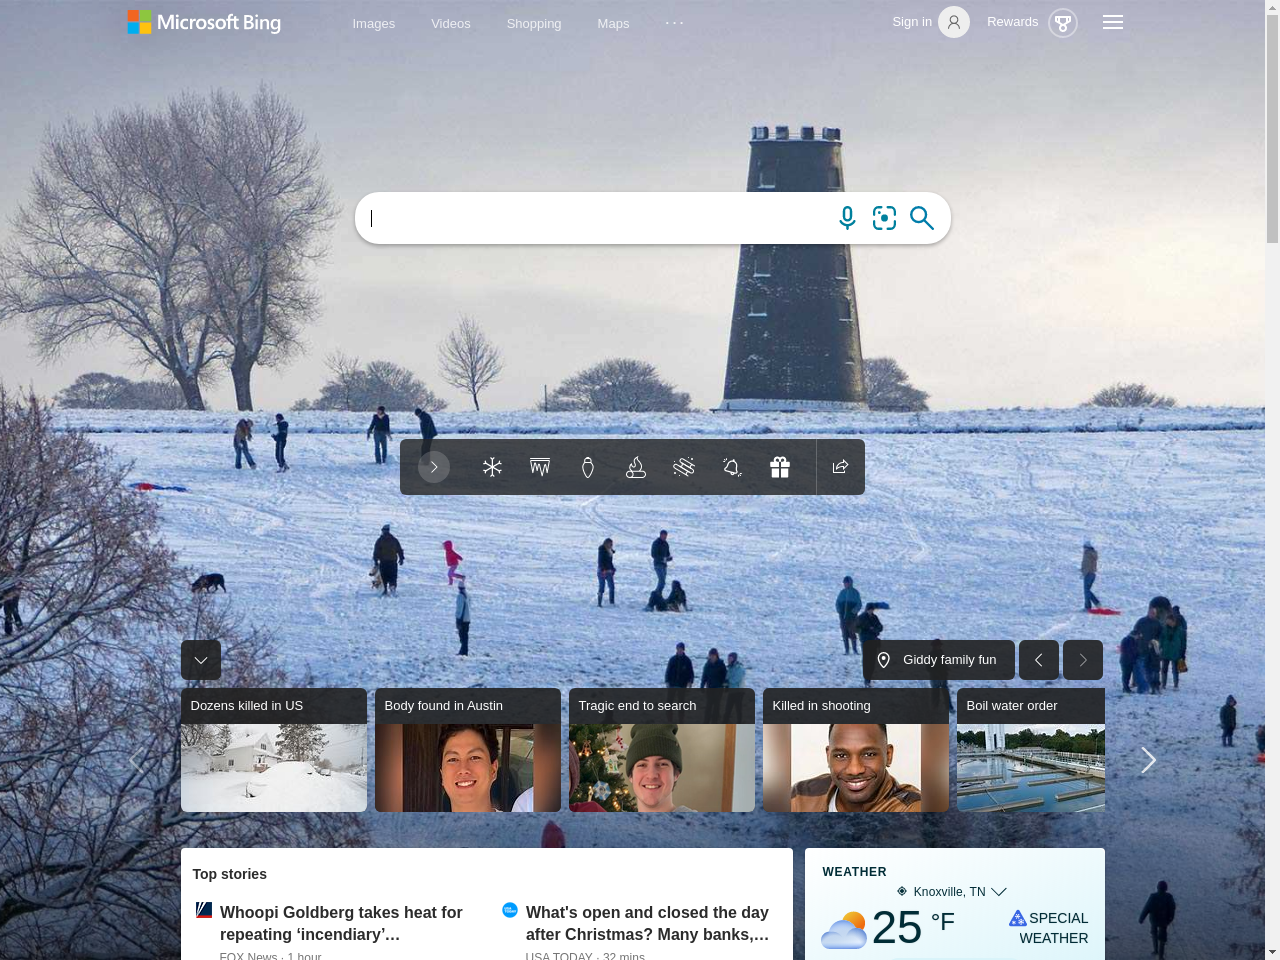 Microsoft Bing
Images Videos Shopping Maps ···
Sign in Rewards
Giddy family fun
Dozens killed in US
Body found in Austin
Tragic end to search
Killed in shooting
Boil water order
Top stories
Whoopi Goldberg takes heat for
repeating ‘incendiary’…
FOX News · 1 hour
What's open and closed the day
after Christmas? Many banks,…
USA TODAY · 32 mins
WEATHER
Knoxville, TN
25 °F
SPECIAL
WEATHER